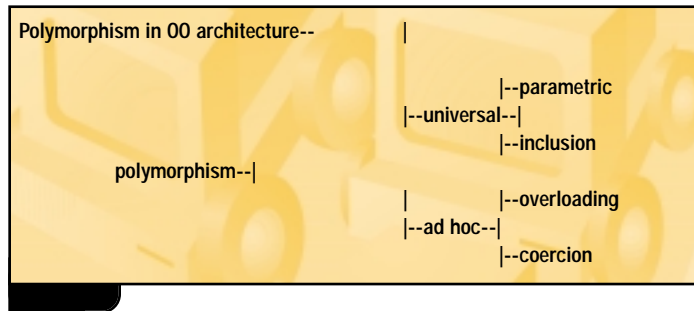 Polymorphism in OO architecture-- |
|--parametric
|--universal--|
|--inclusion
polymorphism--|
| |--overloading
|--ad hoc--|
|--coercion